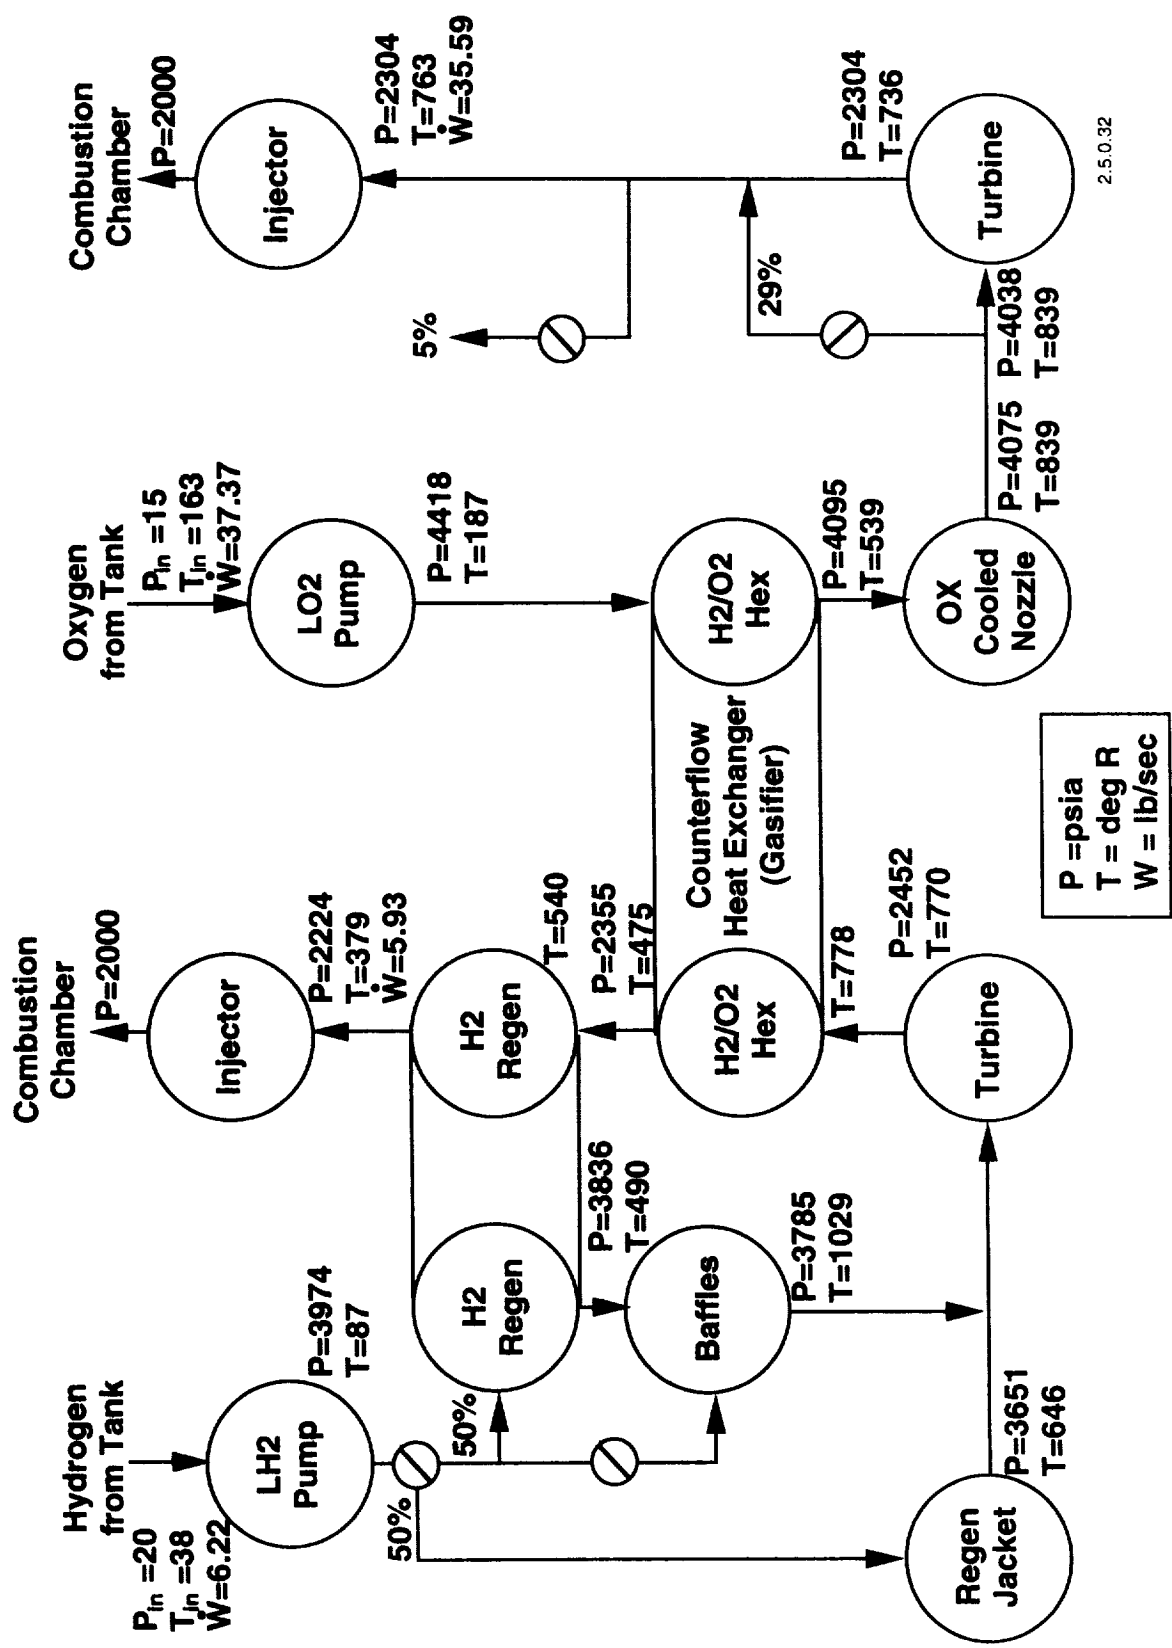 Hydrogen
from Tank
P_in =20
T_in =38
Ẇ=6.22
LH2
Pump
P=3974
T=87
50%
50%
H2
Regen
P=3836
T=490
Baffles
P=3785
T=1029
Regen
Jacket
P=3651
T=646
Combustion
Chamber
P=2000
Injector
P=2224
T=379
Ẇ=5.93
H2
Regen
T=540
P=2355
T=475
H2/O2
Hex
T=778
P=2452
T=770
Turbine
Counterflow
Heat Exchanger
(Gasifier)
P =psia
T = deg R
W = lb/sec
Oxygen
from Tank
P_in =15
T_in =163
Ẇ=37.37
LO2
Pump
P=4418
T=187
H2/O2
Hex
P=4095
T=539
OX
Cooled
Nozzle
P=4075
T=839
P=4038
T=839
Combustion
Chamber
P=2000
Injector
P=2304
T=763
Ẇ=35.59
5%
29%
P=2304
T=736
Turbine
2.5.0.32